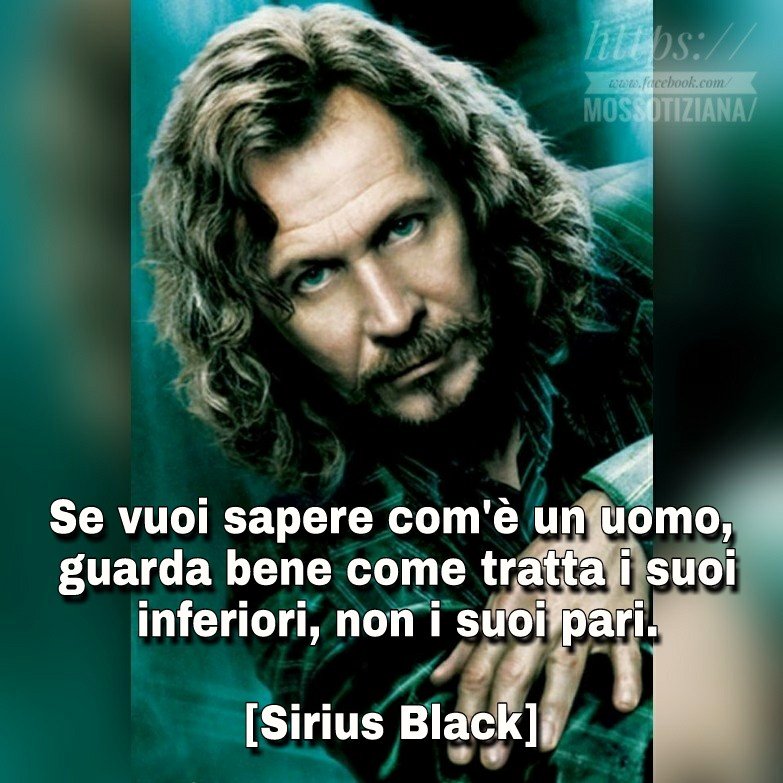 https://
www.facebook.com/
MOSSOTIZIANA/
Se vuoi sapere com'è un uomo,
guarda bene come tratta i suoi
inferiori, non i suoi pari.
[Sirius Black]